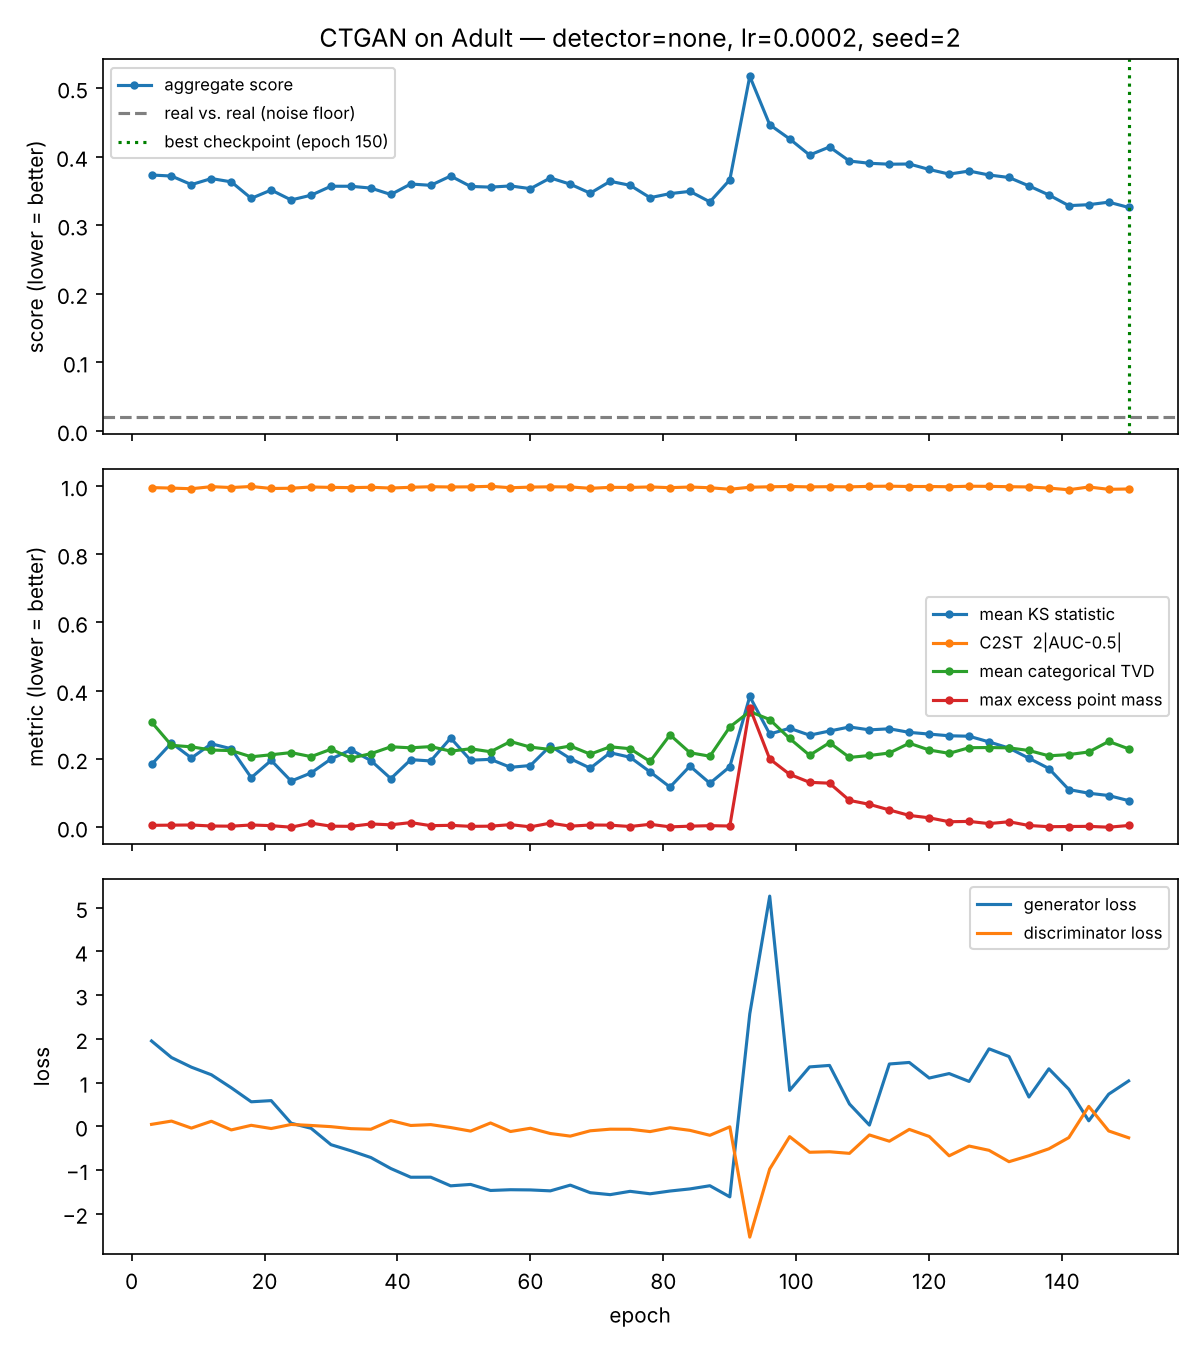 CTGAN on Adult — detector=none, lr=0.0002, seed=2
aggregate score
real vs. real (noise floor)
best checkpoint (epoch 150)
score (lower = better)
0.5
0.4
0.3
0.2
0.1
0.0
metric (lower = better)
1.0
0.8
0.6
0.4
0.2
0.0
mean KS statistic
C2ST 2|AUC-0.5|
mean categorical TVD
max excess point mass
loss
5
4
3
2
1
0
−1
−2
generator loss
discriminator loss
0 20 40 60 80 100 120 140
epoch